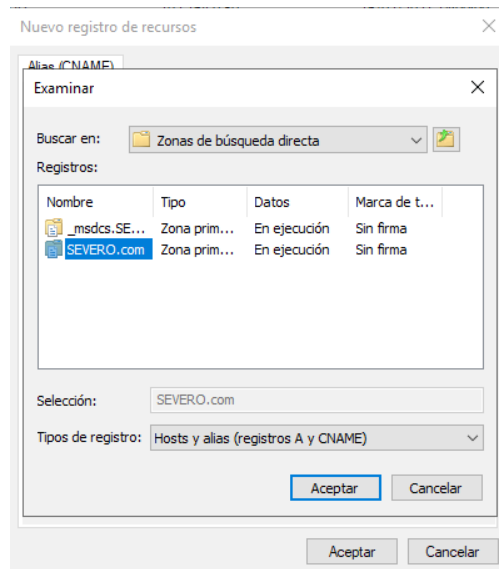 Nuevo registro de recursos
Alias (CNAME)
Examinar
Buscar en: Zonas de búsqueda directa
Registros:
Nombre Tipo Datos Marca de t...
_msdcs.SE... Zona prim... En ejecución Sin firma
SEVERO.com Zona prim... En ejecución Sin firma
Selección: SEVERO.com
Tipos de registro: Hosts y alias (registros A y CNAME)
Aceptar Cancelar
Aceptar Cancelar